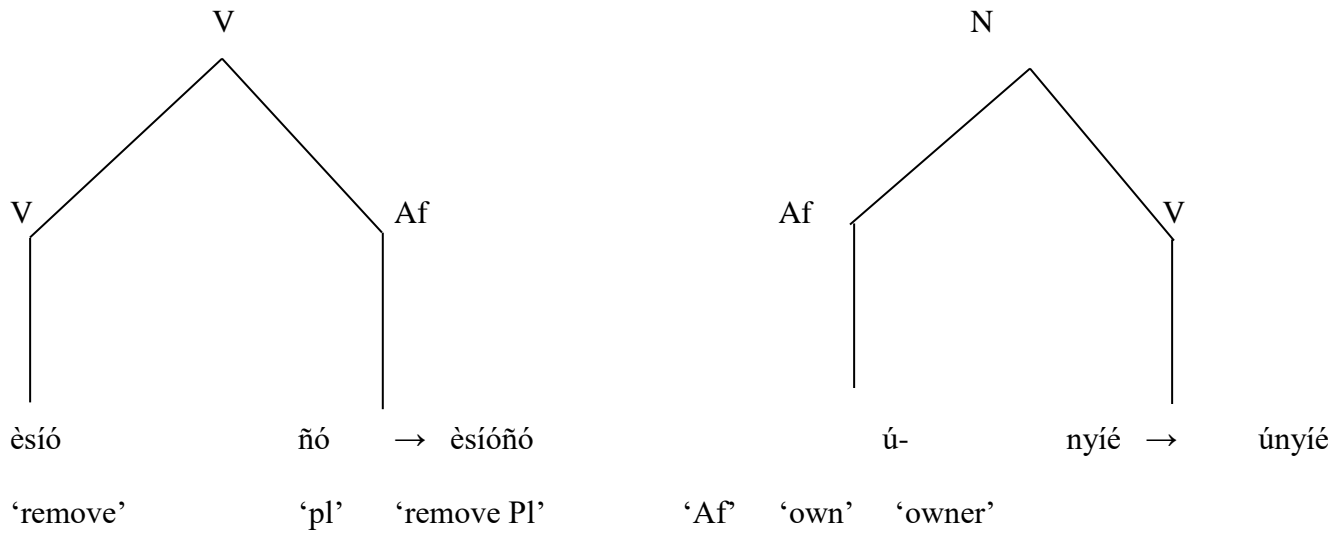 V N
V Af Af V
èsíó ñó → èsíóñó ú- nyíé → únyíé
‘remove’ ‘pl’ ‘remove Pl’ ‘Af’ ‘own’ ‘owner’